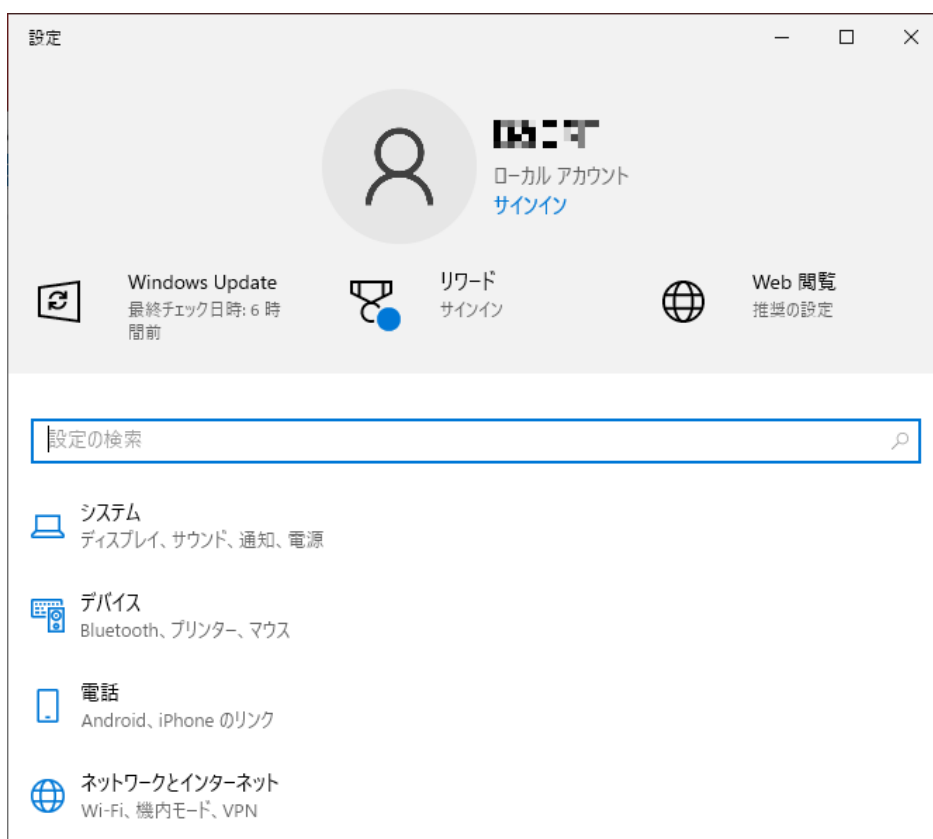 設定
ローカル アカウント
サインイン
Windows Update
最終チェック日時: 6 時
間前
リワード
サインイン
Web 閲覧
推奨の設定
設定の検索
システム
ディスプレイ、サウンド、通知、電源
デバイス
Bluetooth、プリンター、マウス
電話
Android、iPhone のリンク
ネットワークとインターネット
Wi-Fi、機内モード、VPN